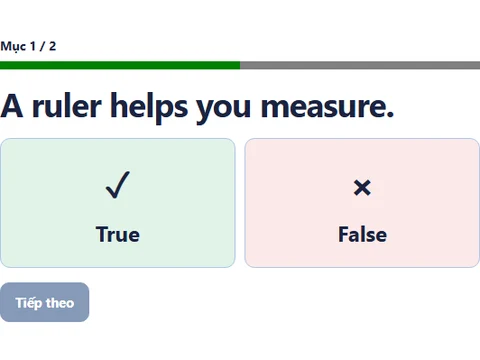 Mục 1 / 2
A ruler helps you measure.
✓
True
×
False
Tiếp theo